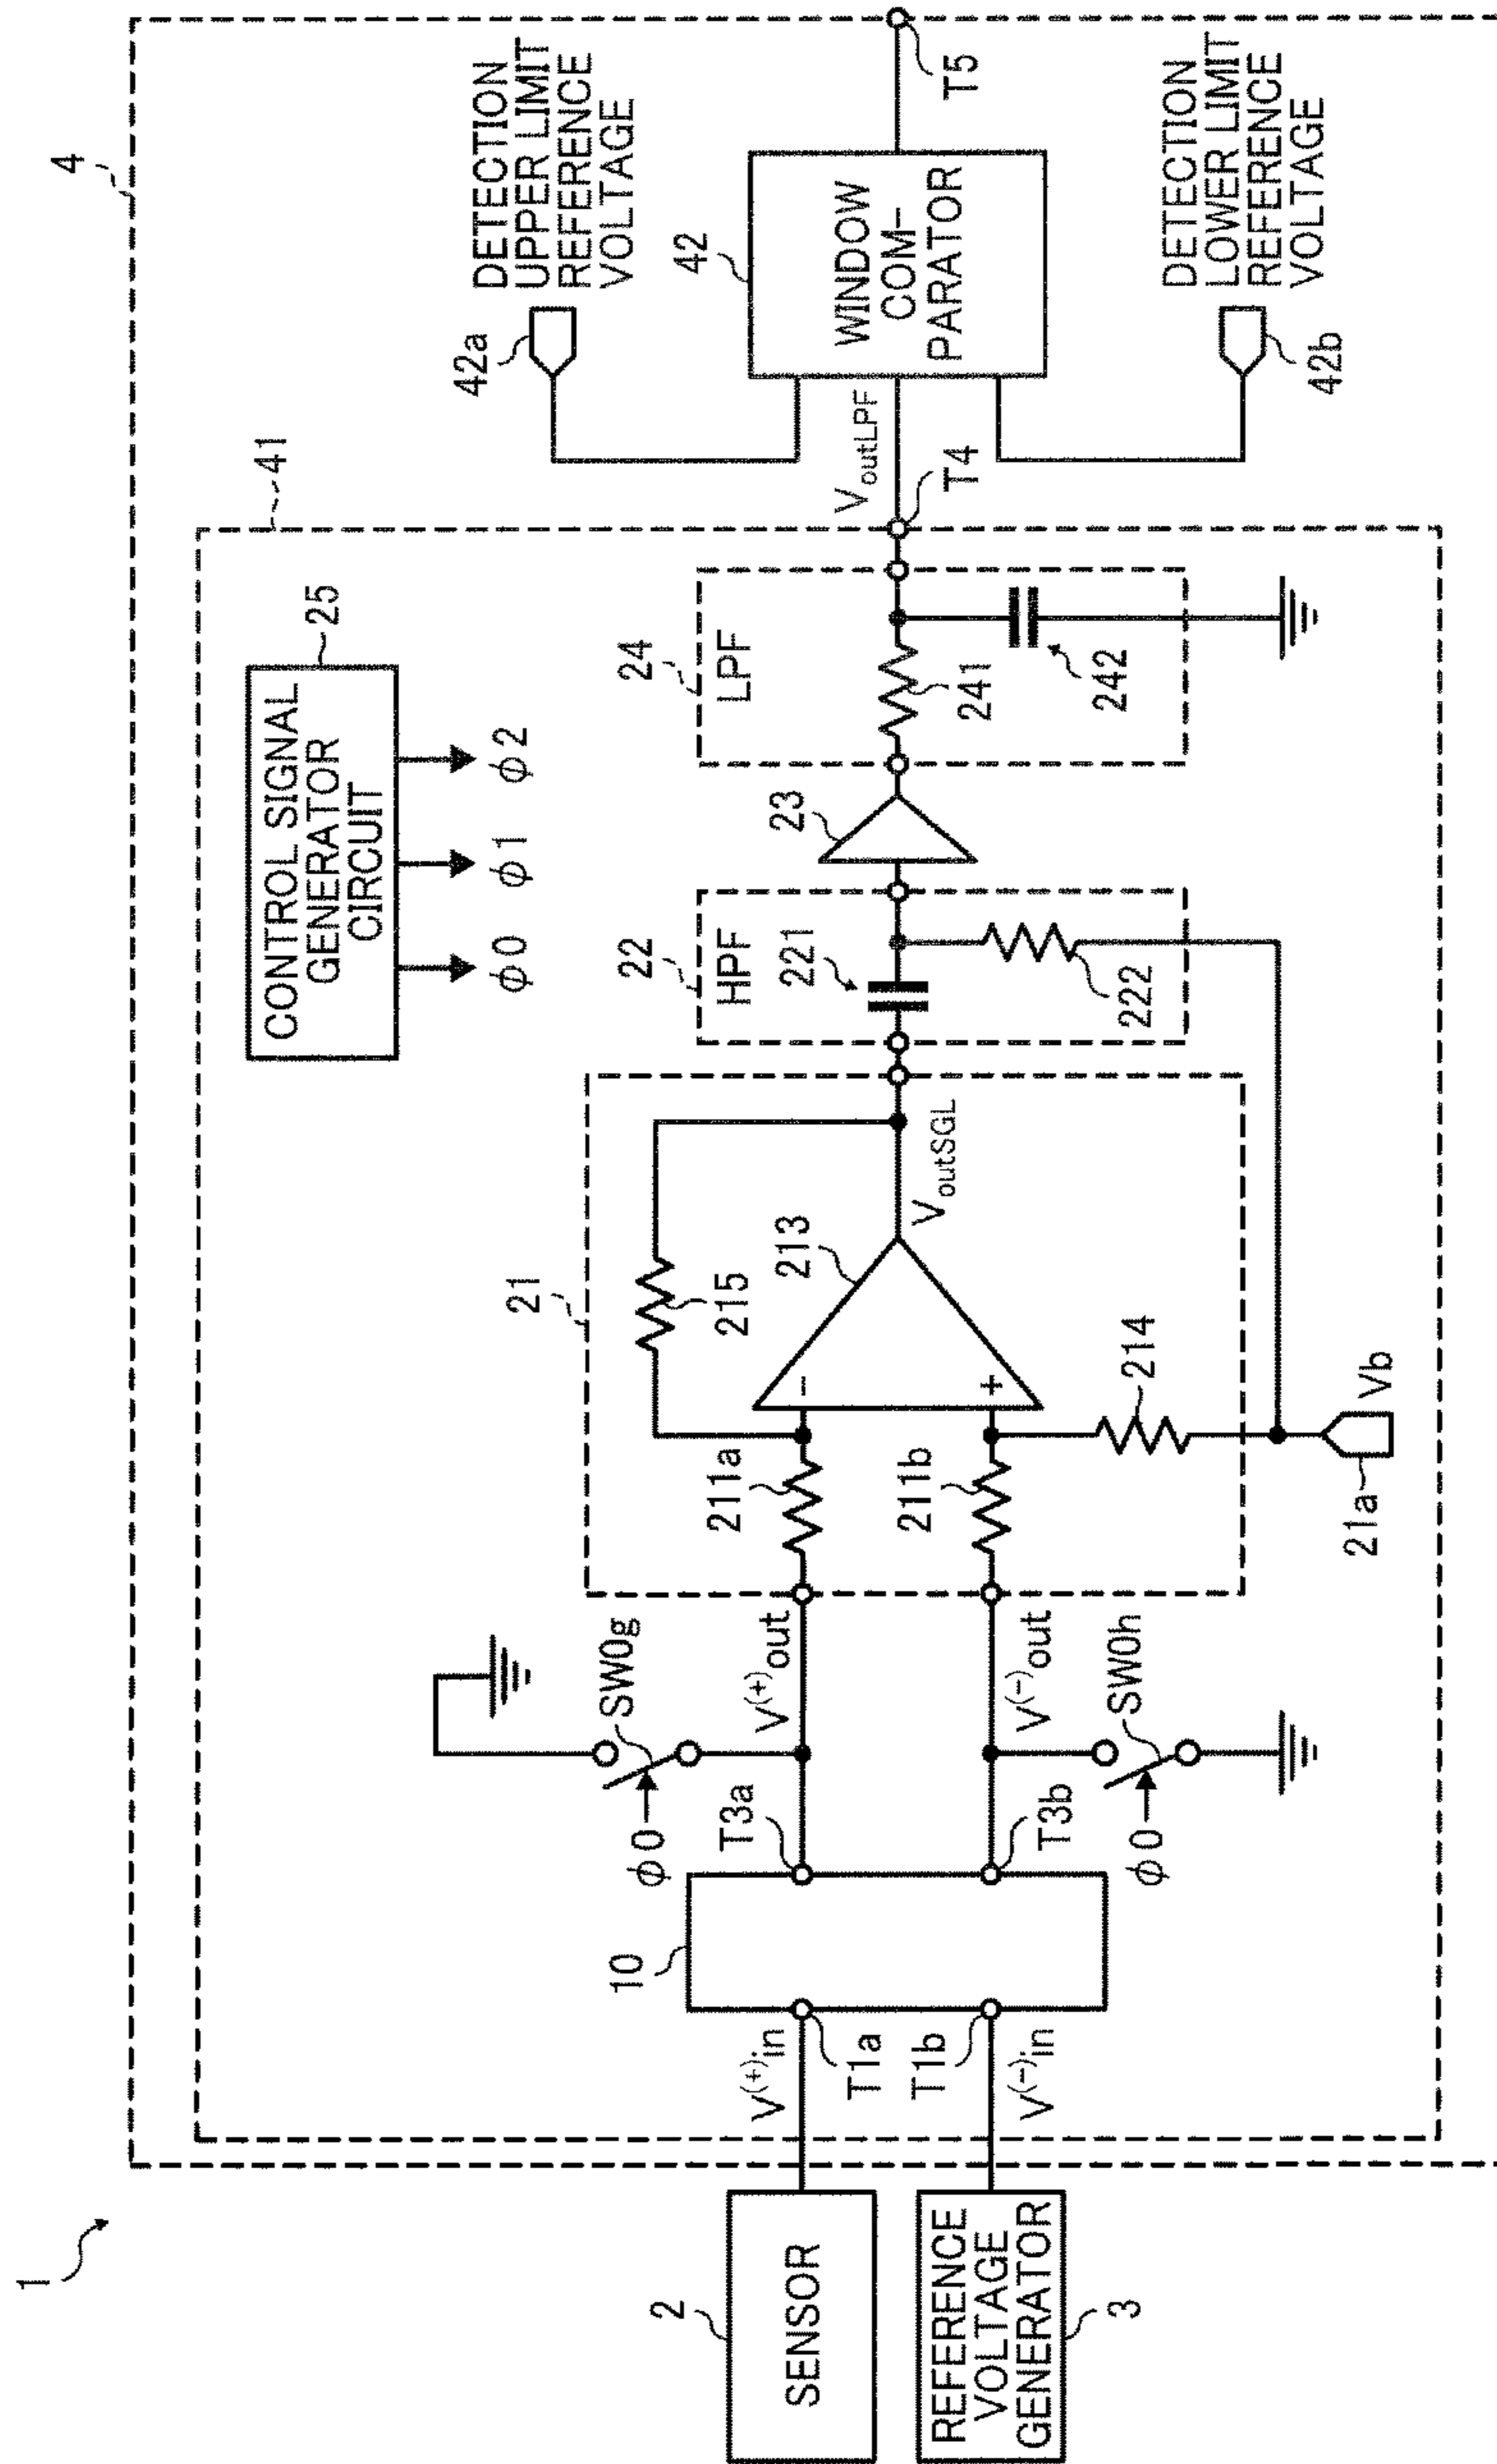 1
4
41
CONTROL SIGNAL
GENERATOR
CIRCUIT
25
φ0
φ1
φ2
DETECTION
UPPER LIMIT
REFERENCE
VOLTAGE
42a
42
WINDOW
COM-
PARATOR
T5
DETECTION
LOWER LIMIT
REFERENCE
VOLTAGE
42b
VoutLPF
T4
24
LPF
241
242
23
22
HPF
221
222
21
215
213
VoutSGL
211a
211b
−
+
214
21a
Vb
SW0g
φ0
V(+)out
V(−)out
SW0h
φ0
T3a
T3b
10
T1a
T1b
V(+)in
V(−)in
2
SENSOR
REFERENCE
VOLTAGE
GENERATOR
3